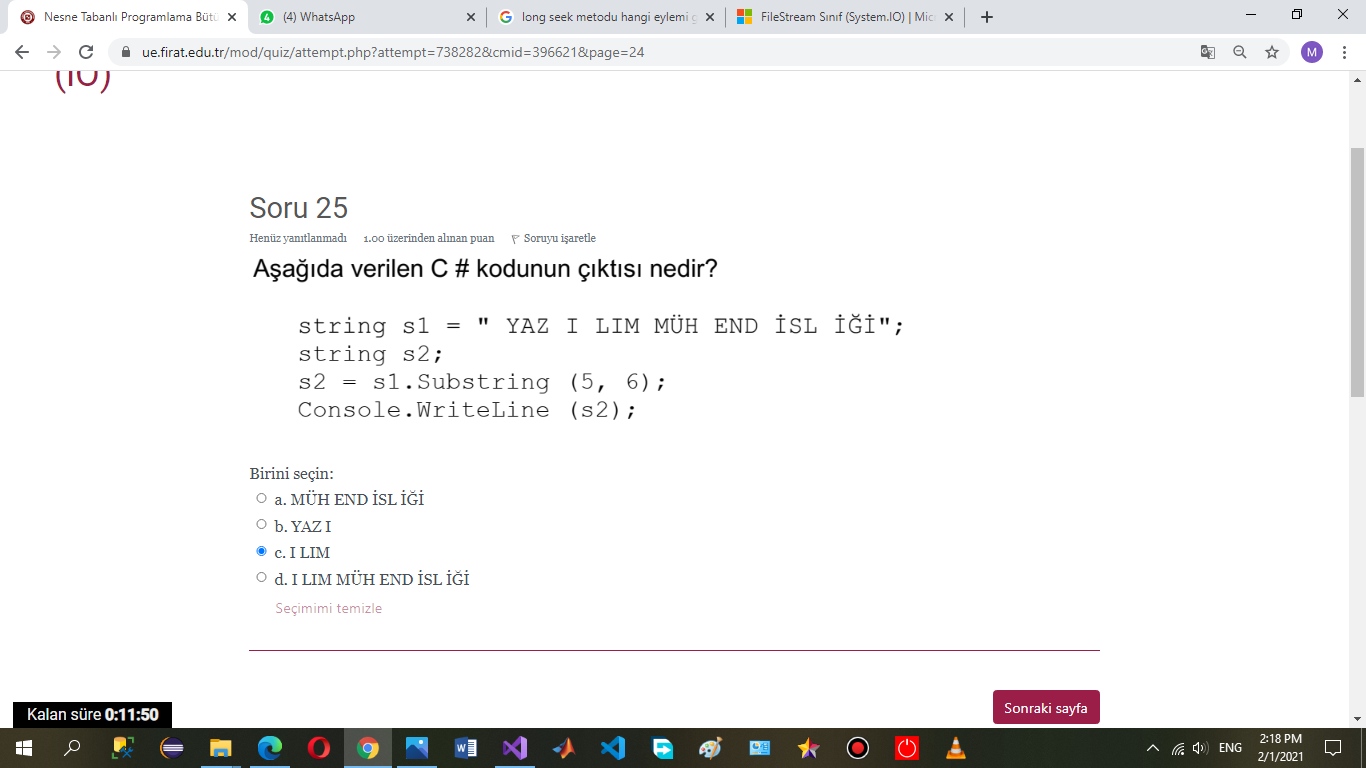 Nesne Tabanlı Programlama Bütü
(4) WhatsApp
long seek metodu hangi eylemi g
FileStream Sınıf (System.IO) | Mic
ue.firat.edu.tr/mod/quiz/attempt.php?attempt=738282&cmid=396621&page=24
M
(IO)
Soru 25
Henüz yanıtlanmadı 1.00 üzerinden alınan puan Soruyu işaretle
Aşağıda verilen C # kodunun çıktısı nedir?
string s1 = " YAZ I LIM MÜH END İSL İĞİ";
string s2;
s2 = s1.Substring (5, 6);
Console.WriteLine (s2);
Birini seçin:
a. MÜH END İSL İĞİ
b. YAZ I
c. I LIM
d. I LIM MÜH END İSL İĞİ
Seçimimi temizle
Sonraki sayfa
Kalan süre 0:11:50
ENG
2:18 PM
2/1/2021